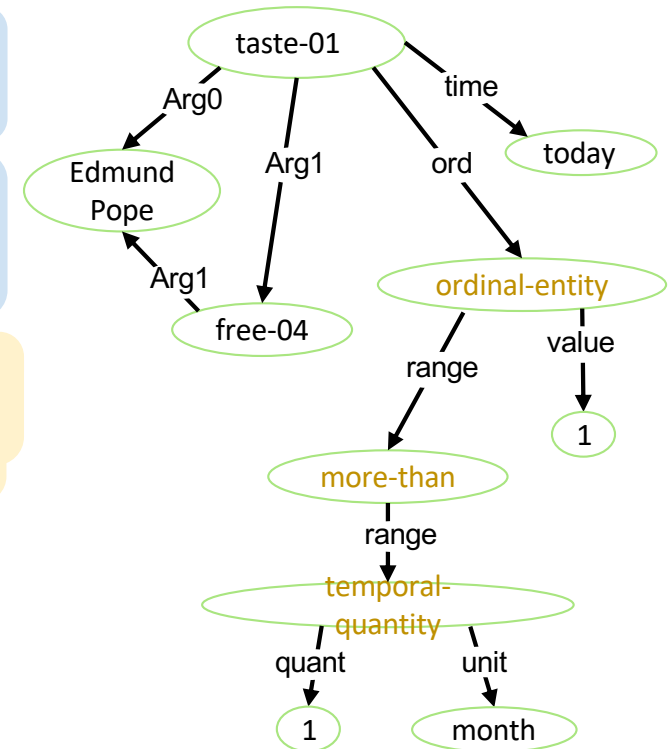 taste-01
Arg0
time
Edmund
Pope
Arg1
ord
today
Arg1
ordinal-entity
free-04
value
range
1
more-than
range
temporal-
quantity
quant
unit
1
month